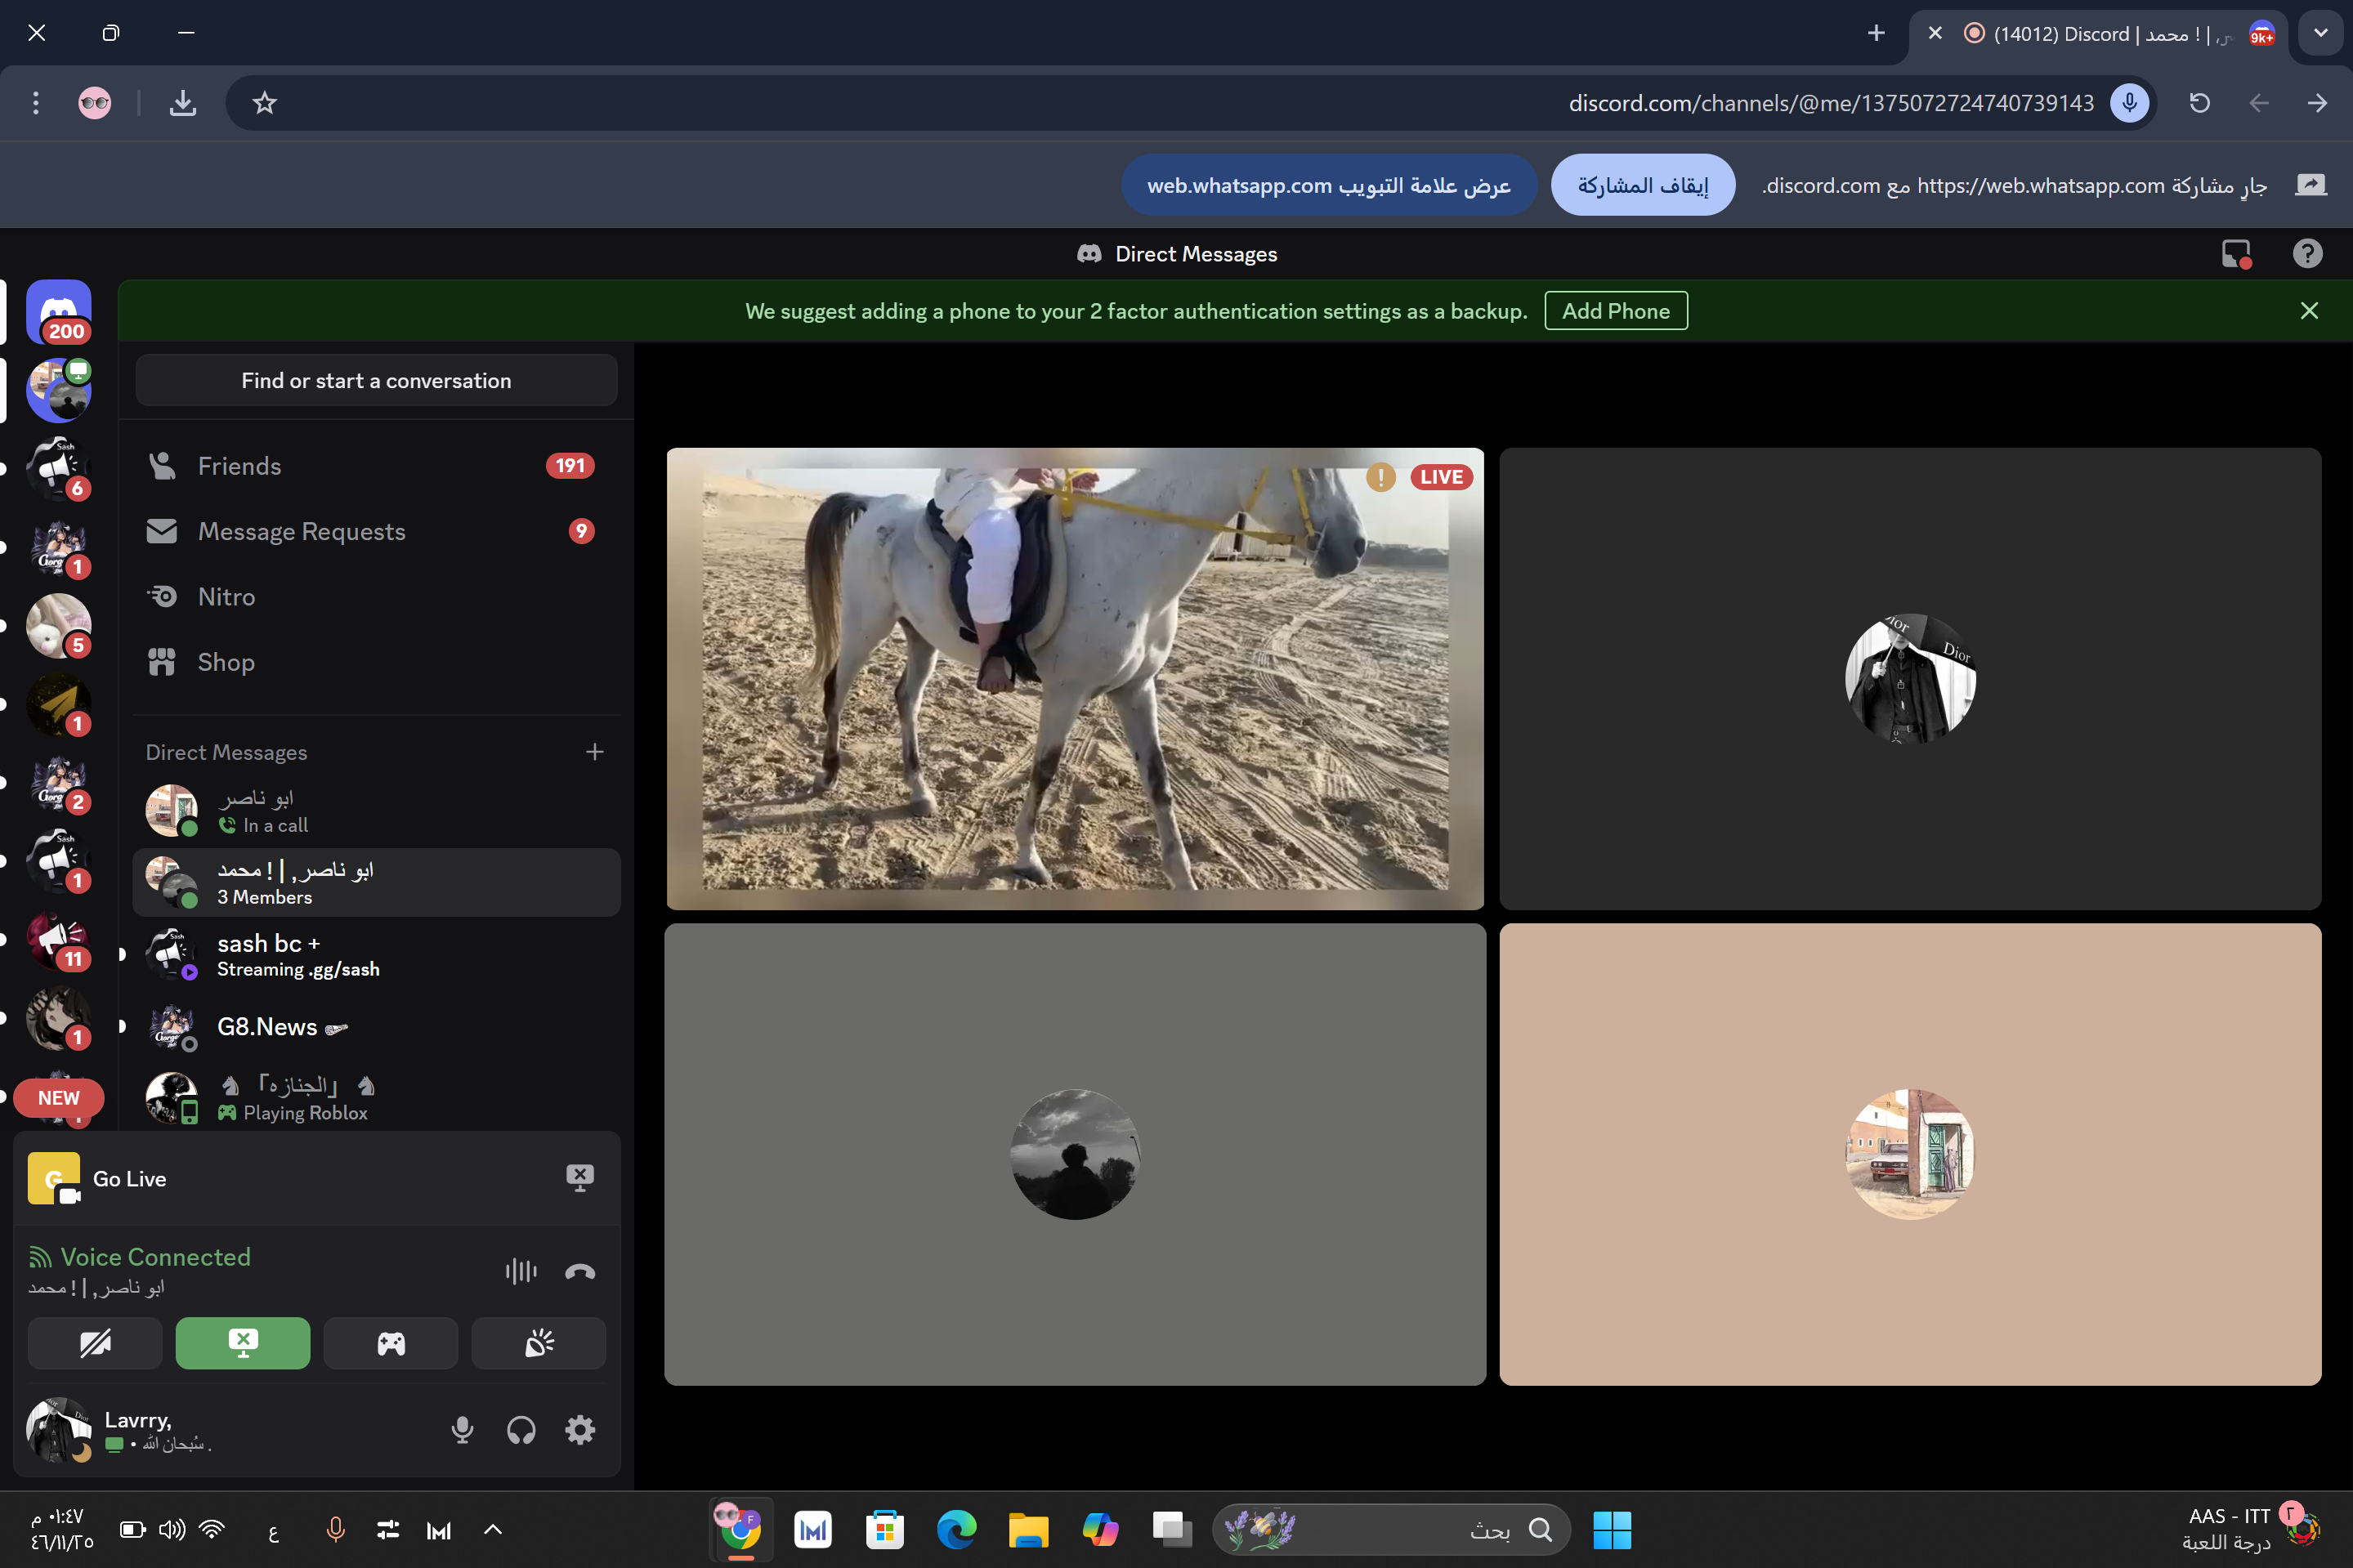 (14012) Discord | محمد ! | ,
9k+
discord.com/channels/@me/1375072724740739143
جارٍ مشاركة https://web.whatsapp.com مع discord.com.
إيقاف المشاركة
عرض علامة التبويب web.whatsapp.com
Direct Messages
We suggest adding a phone to your 2 factor authentication settings as a backup.
Add Phone
200
6
1
5
1
2
1
11
1
NEW
Find or start a conversation
Friends
191
Message Requests
9
Nitro
Shop
Direct Messages
ابو ناصر
In a call
ابو ناصر, | ! محمد
3 Members
sash bc +
Streaming .gg/sash
G8.News
「الجنازه」
Playing Roblox
LIVE
Dior
G
Go Live
Voice Connected
ابو ناصر, | ! محمد
Lavrry,
• سُبحان الله .
٠١:٤٧ م
٤٦/١١/٢٥
ع
بحث
AAS - ITT
درجة اللعبة
٢